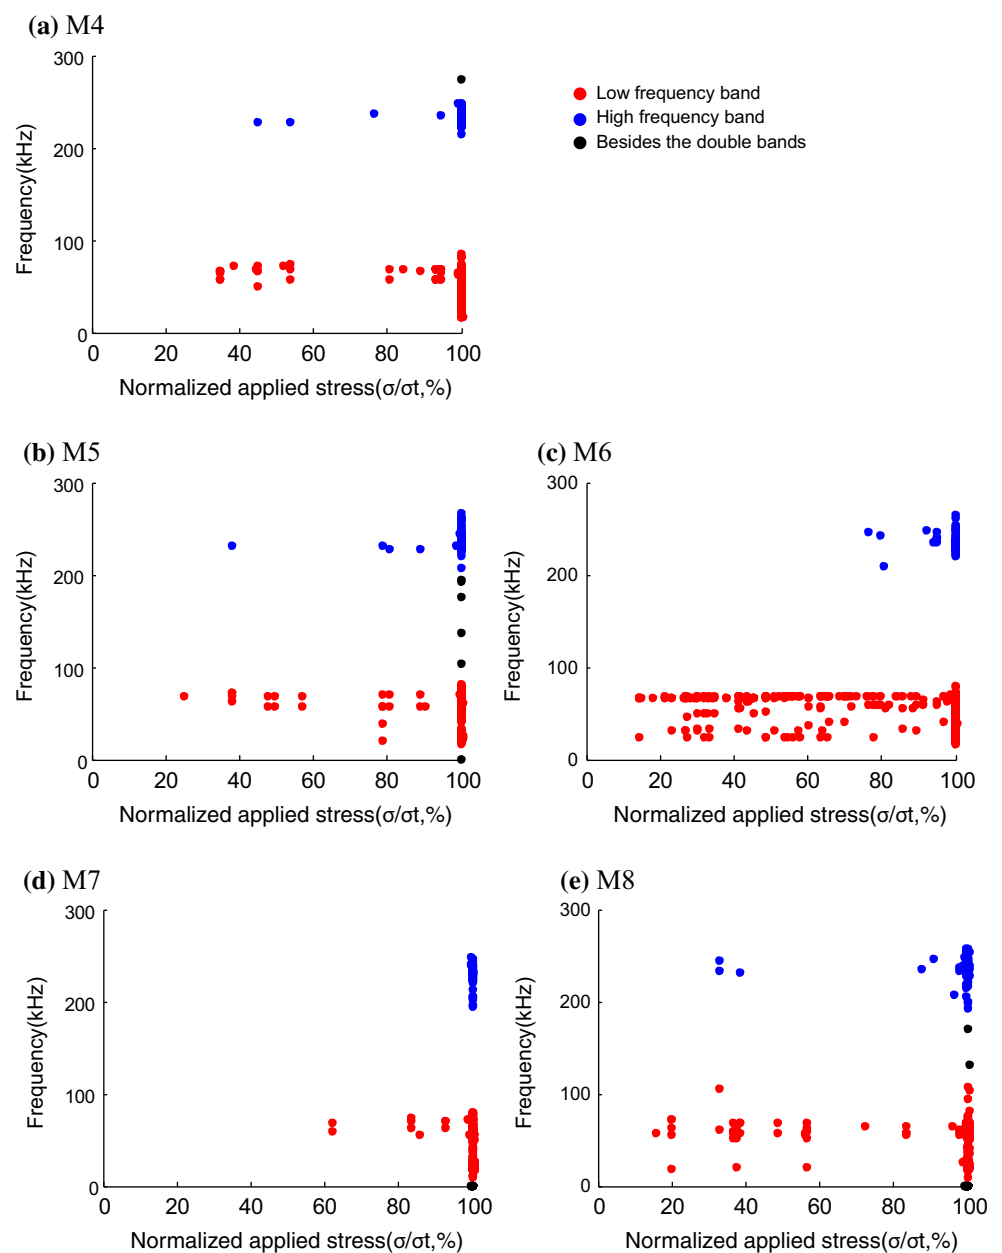 (a) M4
300
200
100
0
Frequency(kHz)
0 20 40 60 80 100
Normalized applied stress(σ/σt,%)
Low frequency band
High frequency band
Besides the double bands
(b) M5
300
200
100
0
Frequency(kHz)
0 20 40 60 80 100
Normalized applied stress(σ/σt,%)
(c) M6
300
200
100
0
Frequency(kHz)
0 20 40 60 80 100
Normalized applied stress(σ/σt,%)
(d) M7
300
200
100
0
Frequency(kHz)
0 20 40 60 80 100
Normalized applied stress(σ/σt,%)
(e) M8
300
200
100
0
Frequency(kHz)
0 20 40 60 80 100
Normalized applied stress(σ/σt,%)